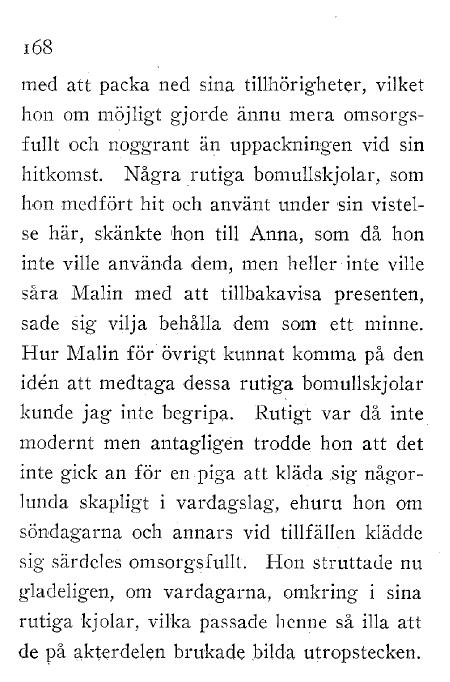 168
med att packa ned sina tillhörigheter, vilket
hon om möjligt gjorde ännu mera omsorgs-
fullt och noggrant än uppackningen vid sin
hitkomst. Några rutiga bomullskjolar, som
hon medfört hit och använt under sin vistel-
se här, skänkte hon till Anna, som då hon
inte ville använda dem, men heller inte ville
såra Malin med att tillbakavisa presenten,
sade sig vilja behålla dem som ett minne.
Hur Malin för övrigt kunnat komma på den
idén att medtaga dessa rutiga bomullskjolar
kunde jag inte begripa. Rutigt var då inte
modernt men antagligen trodde hon att det
inte gick an för en piga att kläda sig någor-
lunda skapligt i vardagslag, ehuru hon om
söndagarna och annars vid tillfällen klädde
sig särdeles omsorgsfullt. Hon struttade nu
gladeligen, om vardagarna, omkring i sina
rutiga kjolar, vilka passade henne så illa att
de på akterdelen brukade bilda utropstecken.